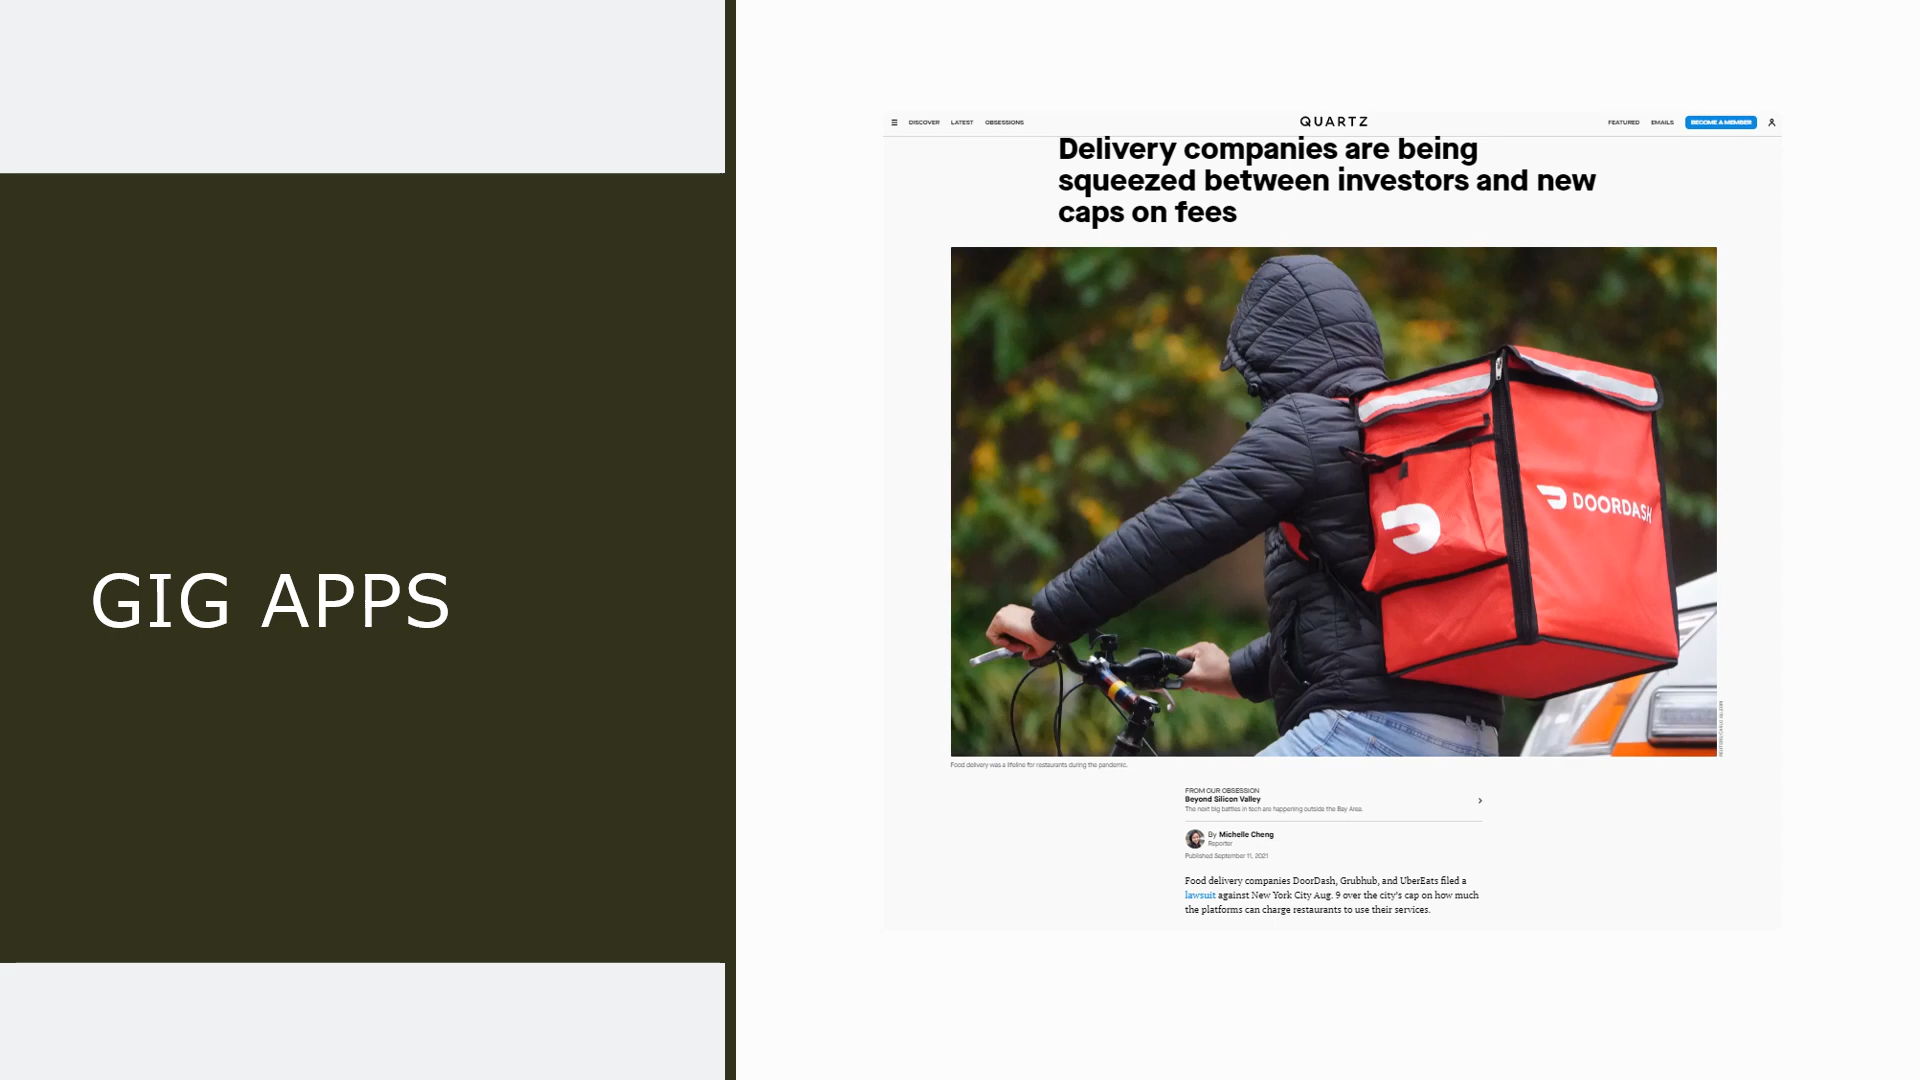 GIG APPS
DISCOVER LATEST OBSESSIONS QUARTZ FEATURED EMAILS BECOME A MEMBER
Delivery companies are being
squeezed between investors and new
caps on fees
DOORDASH
Food delivery was a lifeline for restaurants during the pandemic.
FROM OUR OBSESSION
Beyond Silicon Valley
The next big battles in tech are happening outside the Bay Area.
By Michelle Cheng
Reporter
Published September 11, 2021
Food delivery companies DoorDash, Grubhub, and UberEats filed a
lawsuit against New York City Aug. 9 over the city's cap on how much
the platforms can charge restaurants to use their services.